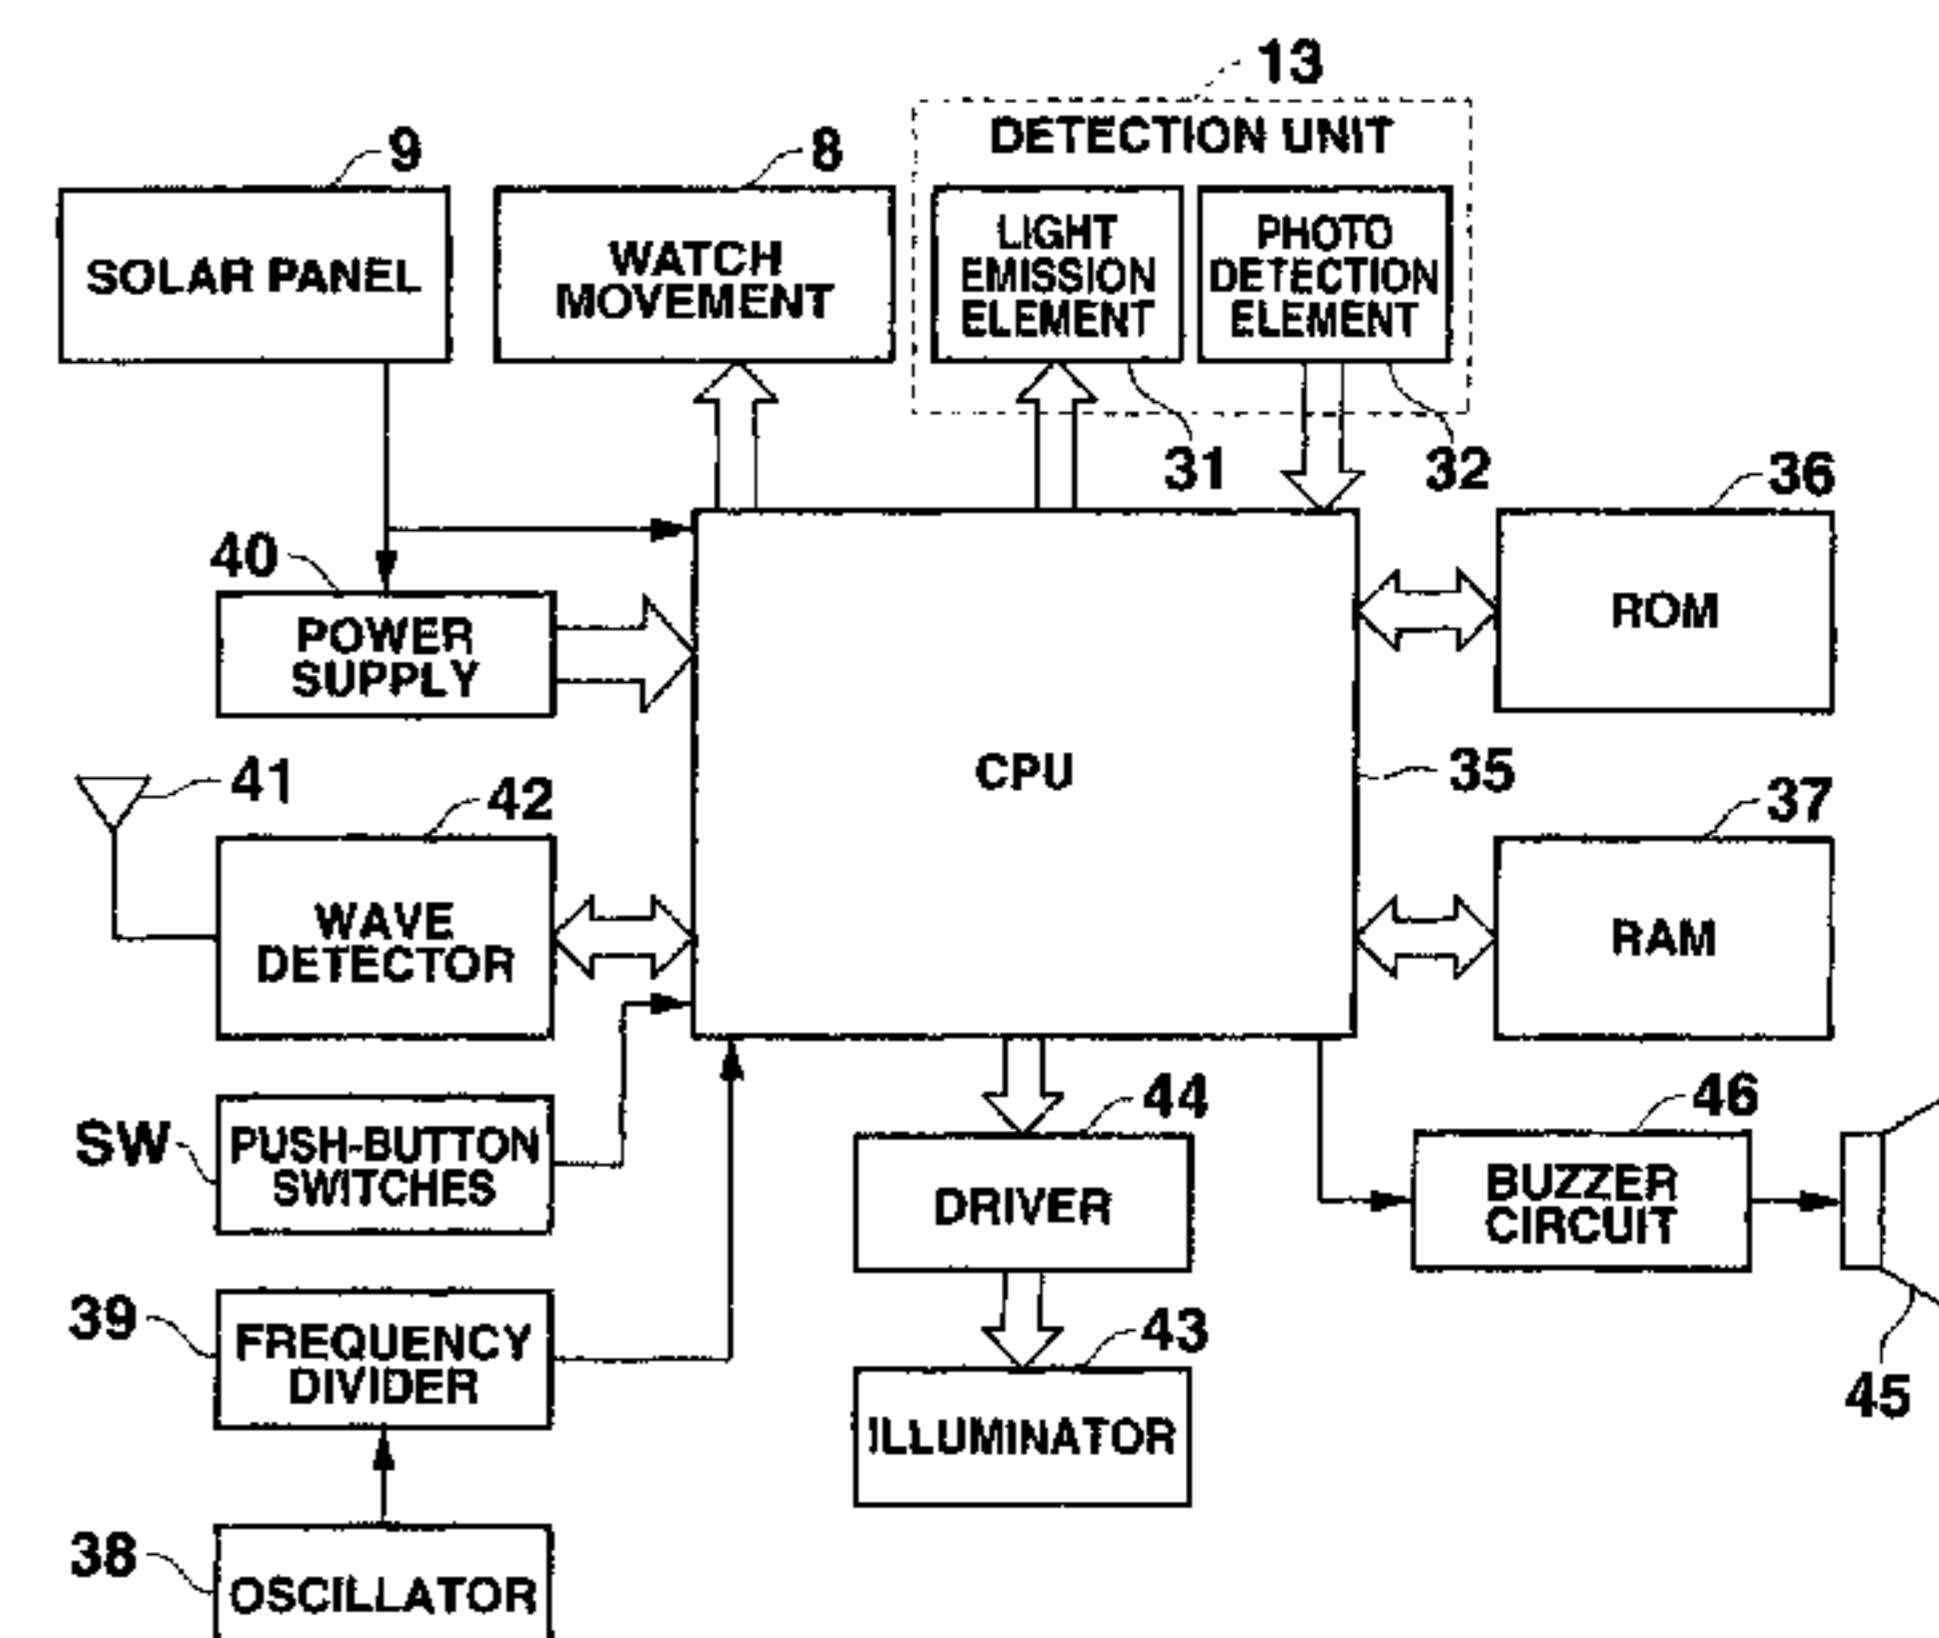 13
DETECTION UNIT
9
8
SOLAR PANEL
WATCH
MOVEMENT
LIGHT
EMISSION
ELEMENT
PHOTO
DETECTION
ELEMENT
31
32
36
40
POWER
SUPPLY
ROM
CPU
35
41
42
37
WAVE
DETECTOR
RAM
44
46
SW
PUSH-BUTTON
SWITCHES
DRIVER
BUZZER
CIRCUIT
39
FREQUENCY
DIVIDER
43
45
ILLUMINATOR
38
OSCILLATOR